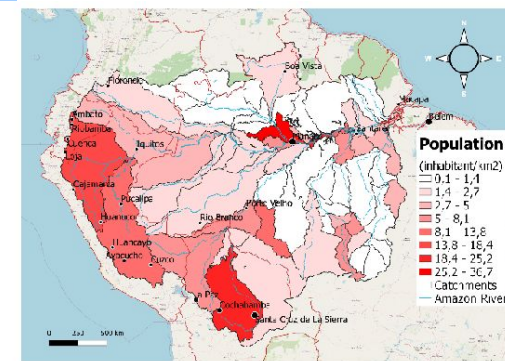 Boa Vista
Florencia
Macapa
Belem
Ambato
Riobamba
Cuenca
Loja
Iquitos
Santarem
Cajamarca
Pucallpa
Porto Velho
Rio Branco
Huanuco
Huancayo
Ayacucho
Cuzco
La Paz
Cochabamba
Santa Cruz de La Sierra
N
W
E
S
Population
(inhabitant/km2)
0,1 - 1,4
1,4 - 2,7
2,7 - 5
5 - 8,1
8,1 - 13,8
13,8 - 18,4
18,4 - 25,2
25,2 - 36,7
Catchments
Amazon River
0 250 500 km